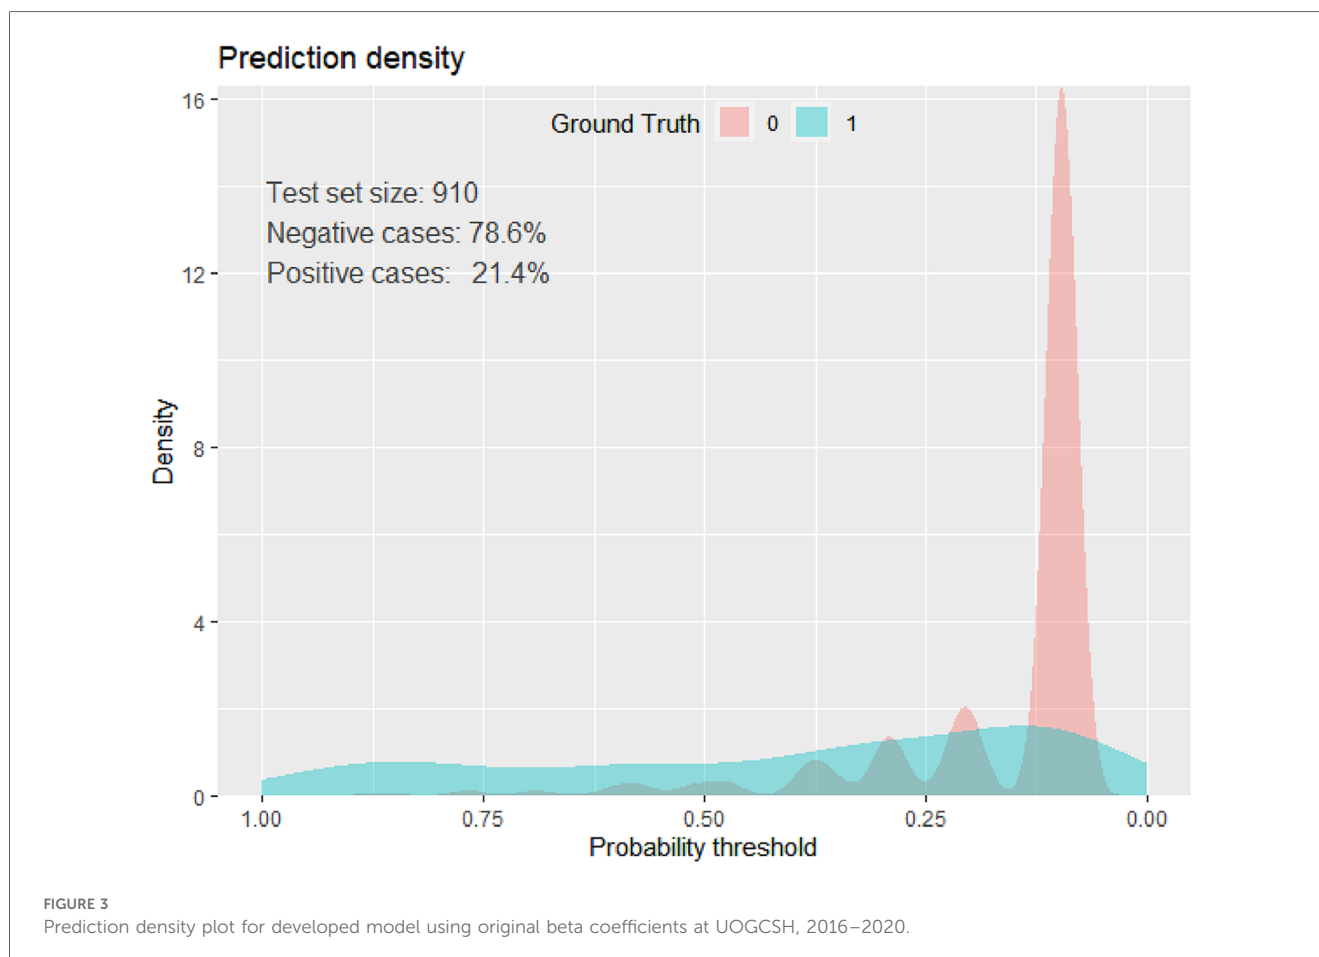 Prediction density
16
Ground Truth 0 1
Test set size: 910
Negative cases: 78.6%
Positive cases: 21.4%
12
Density
8
4
0
1.00 0.75 0.50 0.25 0.00
Probability threshold
FIGURE 3
Prediction density plot for developed model using original beta coefficients at UOGCSH, 2016–2020.